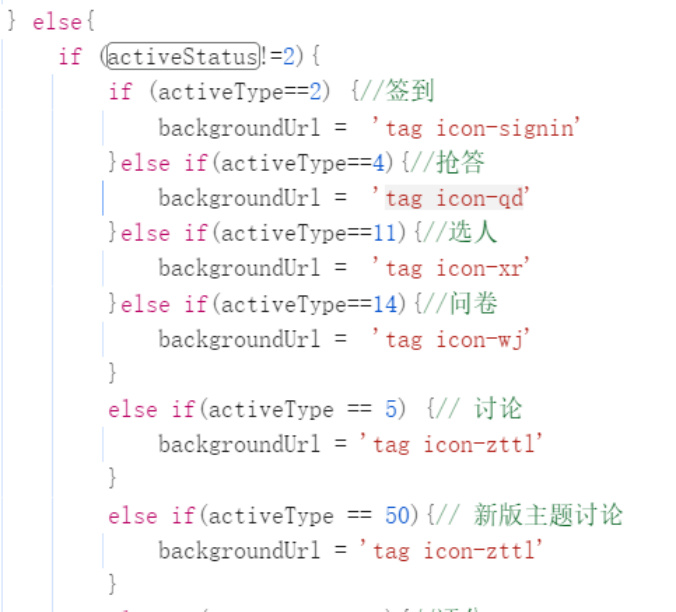 } else{
if (activeStatus!=2){
if (activeType==2) {//签到
backgroundUrl = 'tag icon-signin'
}else if(activeType==4){//抢答
backgroundUrl = 'tag icon-qd'
}else if(activeType==11){//选人
backgroundUrl = 'tag icon-xr'
}else if(activeType==14){//问卷
backgroundUrl = 'tag icon-wj'
}
else if(activeType == 5) {// 讨论
backgroundUrl = 'tag icon-zttl'
}
else if(activeType == 50){// 新版主题讨论
backgroundUrl = 'tag icon-zttl'
}